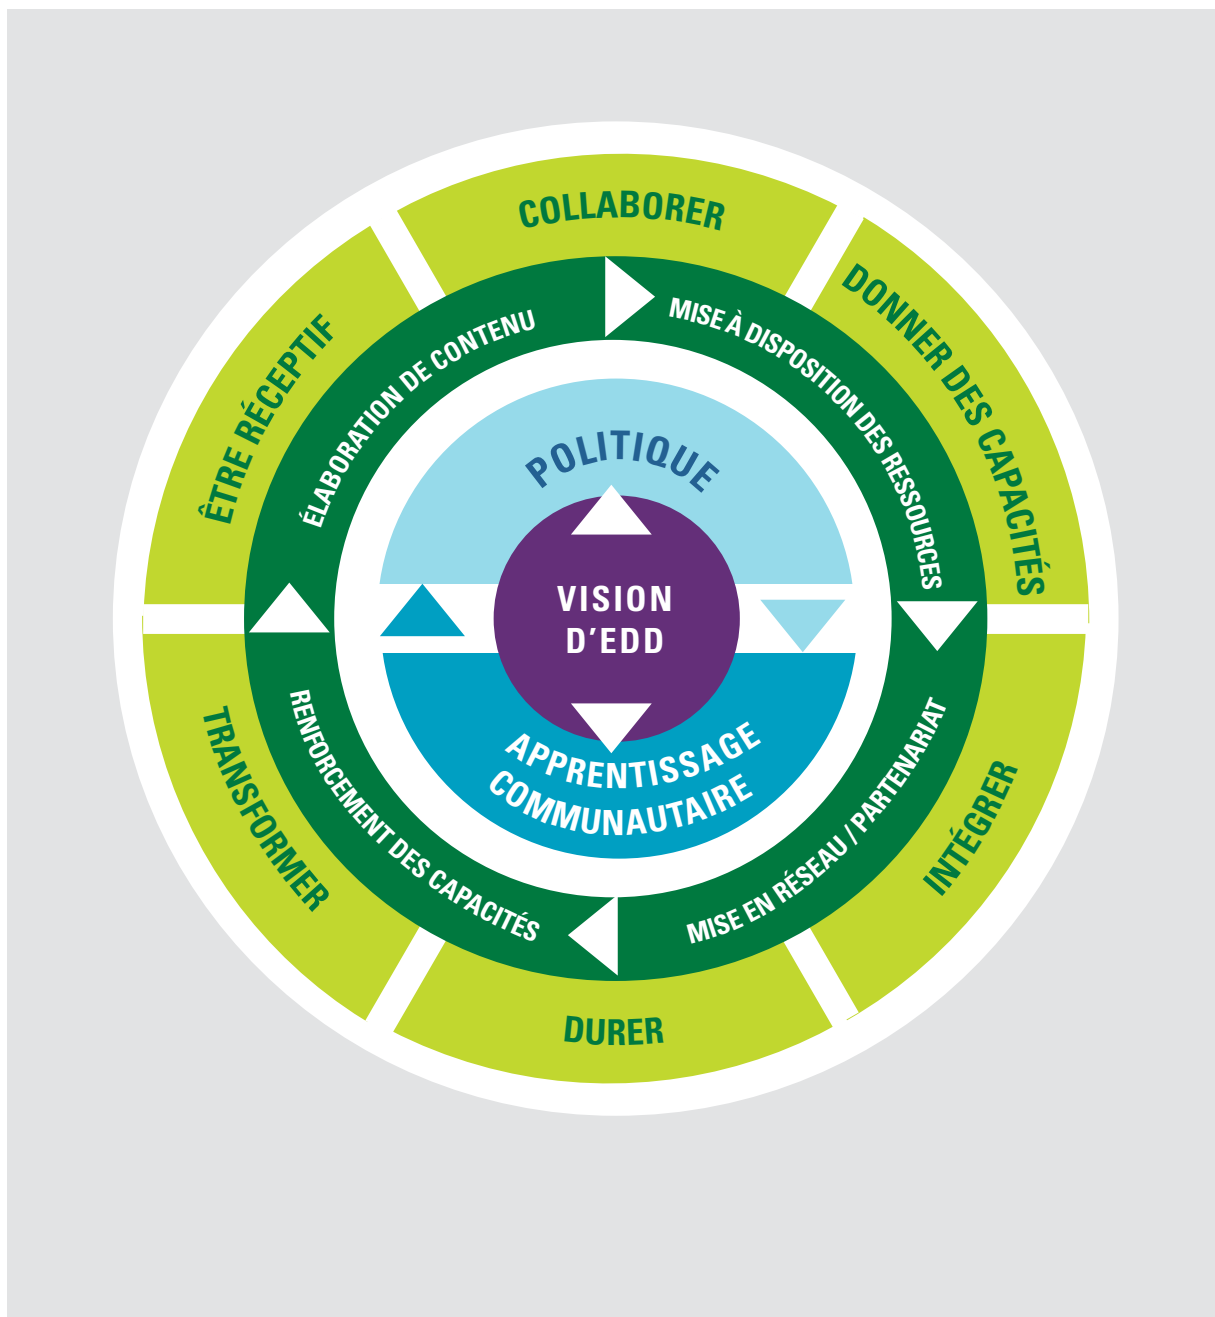 COLLABORER
DONNER DES CAPACITÉS
INTÉGRER
DURER
TRANSFORMER
ÊTRE RÉCEPTIF
ÉLABORATION DE CONTENU
MISE À DISPOSITION DES RESSOURCES
MISE EN RÉSEAU / PARTENARIAT
RENFORCEMENT DES CAPACITÉS
POLITIQUE
VISION
D’EDD
APPRENTISSAGE
COMMUNAUTAIRE